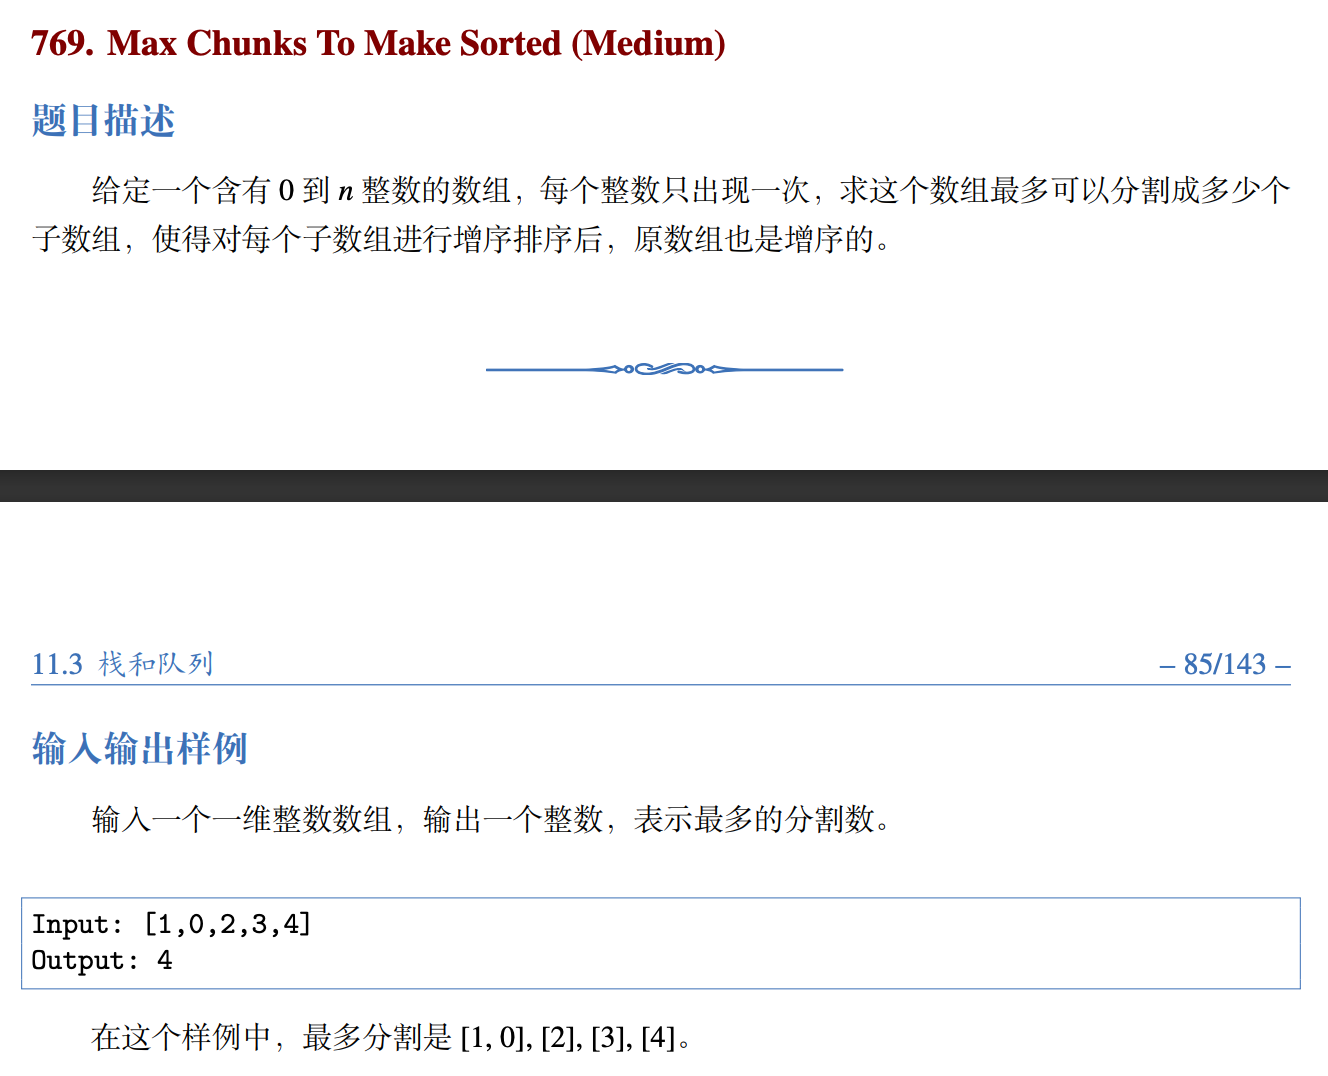 769. Max Chunks To Make Sorted (Medium)
题目描述
给定一个含有 0 到 n 整数的数组，每个整数只出现一次，求这个数组最多可以分割成多少个
子数组，使得对每个子数组进行增序排序后，原数组也是增序的。
11.3 栈和队列
– 85/143 –
输入输出样例
输入一个一维整数数组，输出一个整数，表示最多的分割数。
Input: [1,0,2,3,4]
Output: 4
在这个样例中，最多分割是 [1, 0], [2], [3], [4]。